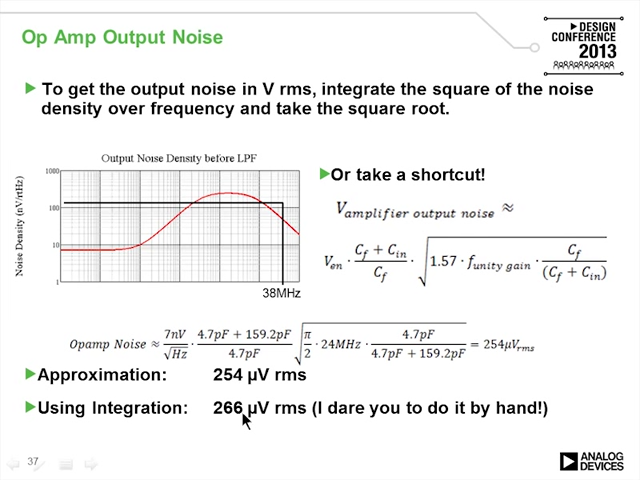 Op Amp Output Noise
▶ DESIGN
CONFERENCE
2013
▶ To get the output noise in V rms, integrate the square of the noise
density over frequency and take the square root.
Output Noise Density before LPF
Noise Density (nV/rtHz)
1000
100
10
1
38MHz
▶Or take a shortcut!
V_amplifier output noise ≈
V_en · (C_f + C_in)/C_f · √(1.57 · f_unity gain · C_f/(C_f + C_in))
Opamp Noise ≈ 7nV/√Hz · (4.7pF + 159.2pF)/4.7pF √(π/2 · 24MHz · 4.7pF/(4.7pF + 159.2pF)) = 254μV_rms
▶Approximation: 254 µV rms
▶Using Integration: 266 µV rms (I dare you to do it by hand!)
37
ANALOG
DEVICES